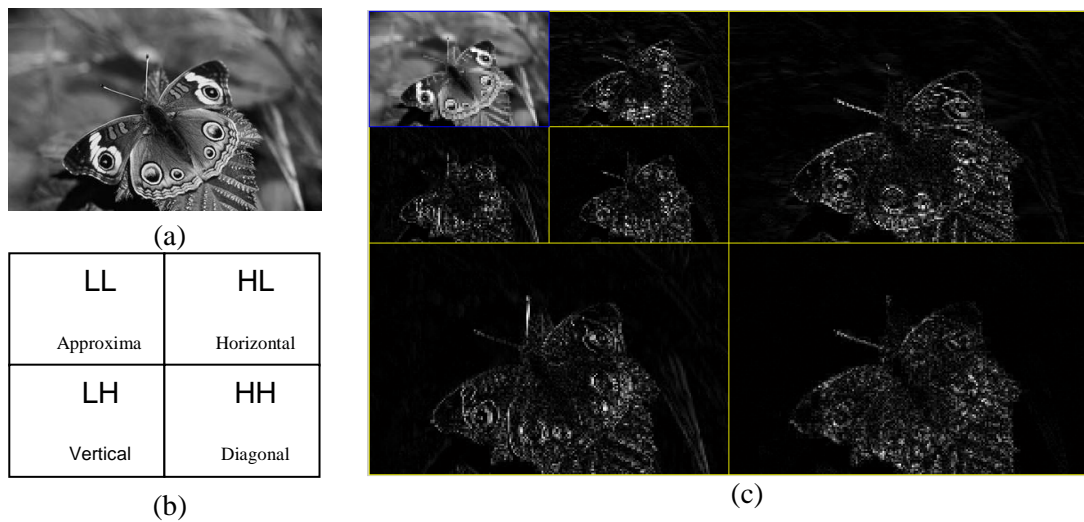 (a)
LL HL
Approxima Horizontal
LH HH
Vertical Diagonal
(b)
(c)